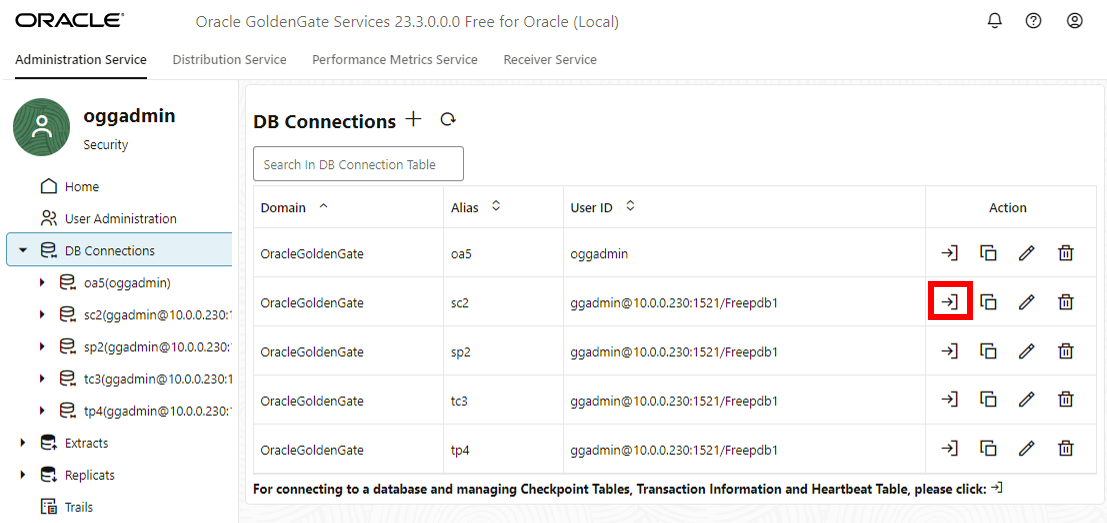 ORACLE
Oracle GoldenGate Services 23.3.0.0.0 Free for Oracle (Local)
Administration Service
Distribution Service
Performance Metrics Service
Receiver Service
oggadmin
Security
Home
User Administration
DB Connections
oa5(oggadmin)
sc2(ggadmin@10.0.0.230:1
sp2(ggadmin@10.0.0.230:1
tc3(ggadmin@10.0.0.230:1
tp4(ggadmin@10.0.0.230:1
Extracts
Replicats
Trails
DB Connections
Search In DB Connection Table
Domain Alias User ID Action
OracleGoldenGate oa5 oggadmin
OracleGoldenGate sc2 ggadmin@10.0.0.230:1521/Freepdb1
OracleGoldenGate sp2 ggadmin@10.0.0.230:1521/Freepdb1
OracleGoldenGate tc3 ggadmin@10.0.0.230:1521/Freepdb1
OracleGoldenGate tp4 ggadmin@10.0.0.230:1521/Freepdb1
For connecting to a database and managing Checkpoint Tables, Transaction Information and Heartbeat Table, please click: